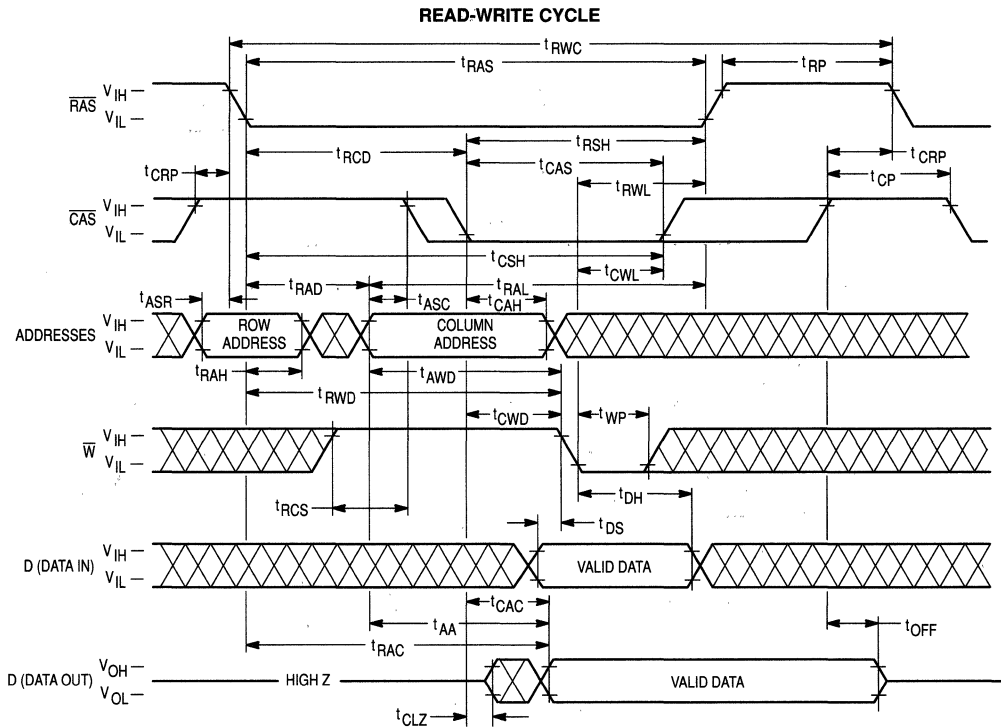 READ-WRITE CYCLE
tRWC
tRAS
tRP
RAS
VIH
VIL
tRSH
tRCD
tCAS
tCRP
tCRP
tRWL
tCP
CAS
VIH
VIL
tCSH
tCWL
tRAD
tRAL
tASR
tASC
tCAH
ADDRESSES
VIH
VIL
ROW ADDRESS
COLUMN ADDRESS
tRAH
tAWD
tRWD
tCWD
tWP
W
VIH
VIL
tRCS
tDH
tDS
D (DATA IN)
VIH
VIL
VALID DATA
tCAC
tAA
tOFF
tRAC
D (DATA OUT)
VOH
VOL
HIGH Z
VALID DATA
tCLZ